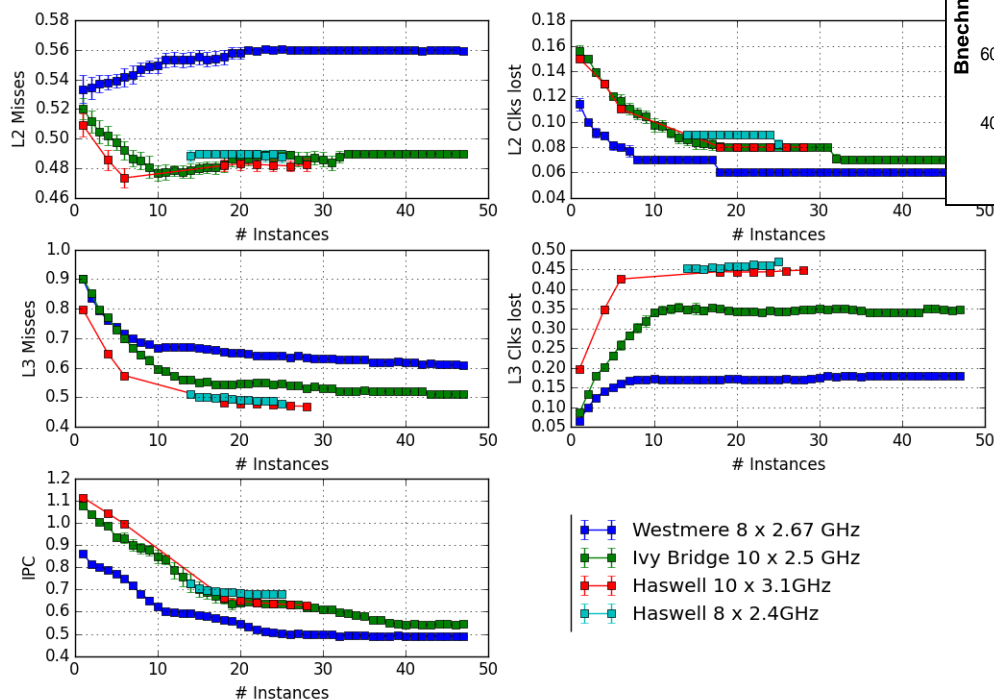 0.58
0.56
0.54
0.52
0.50
0.48
0.46
L2 Misses
0 10 20 30 40 50
# Instances
0.18
0.16
0.14
0.12
0.10
0.08
0.06
0.04
L2 Clks lost
0 10 20 30 40 50
# Instances
Bnechm
60
40
1.0
0.9
0.8
0.7
0.6
0.5
0.4
L3 Misses
0 10 20 30 40 50
# Instances
0.50
0.45
0.40
0.35
0.30
0.25
0.20
0.15
0.10
0.05
L3 Clks lost
0 10 20 30 40 50
# Instances
1.2
1.1
1.0
0.9
0.8
0.7
0.6
0.5
0.4
IPC
0 10 20 30 40 50
# Instances
Westmere 8 x 2.67 GHz
Ivy Bridge 10 x 2.5 GHz
Haswell 10 x 3.1GHz
Haswell 8 x 2.4GHz